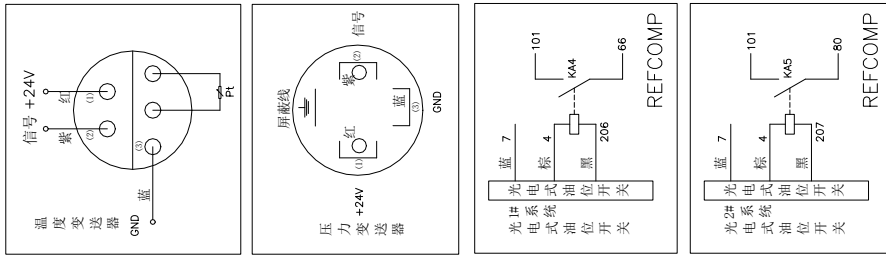 温度变送器
信号 +24V
紫 (2)
红 (1)
蓝 (3)
GND
Pt
压力变送器
+24V
红 (1)
屏蔽线
信号
紫 (2)
蓝 (3)
GND
1#系统
光电式油位开关
光电式油位开关
蓝 7
棕 4
黑 206
101
KA4
66
REFCOMP
2#系统
光电式油位开关
光电式油位开关
蓝 7
棕 4
黑 207
101
KA5
80
REFCOMP